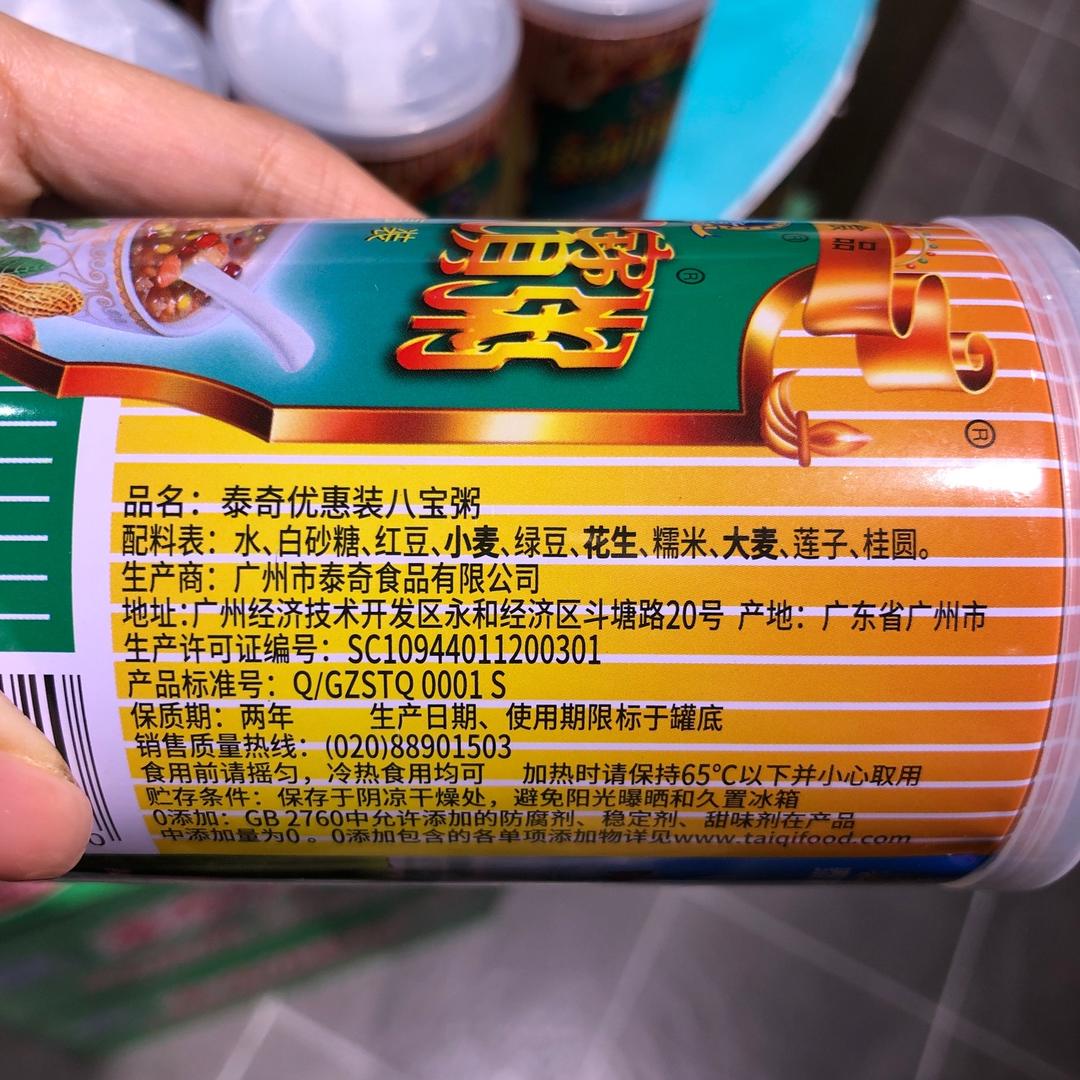 粥
装
®
食品
®
品名：泰奇优惠装八宝粥
配料表：水、白砂糖、红豆、小麦、绿豆、花生、糯米、大麦、莲子、桂圆。
生产商：广州市泰奇食品有限公司
地址:广州经济技术开发区永和经济区斗塘路20号 产地：广东省广州市
生产许可证编号：SC10944011200301
产品标准号：Q/GZSTQ 0001 S
保质期：两年 生产日期、使用期限标于罐底
销售质量热线：(020)88901503
食用前请摇匀，冷热食用均可 加热时请保持65℃以下并小心取用
贮存条件：保存于阴凉干燥处，避免阳光曝晒和久置冰箱
0添加：GB 2760中允许添加的防腐剂、稳定剂、甜味剂在产品
中添加量为0。0添加包含的各单项添加物详见www.taiqifood.com